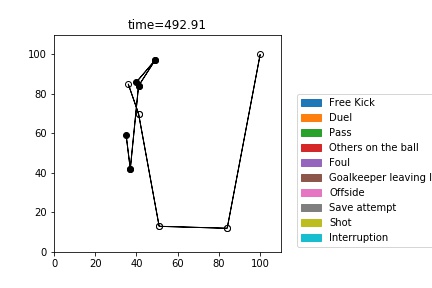 time=492.91
100
80
60
40
20
0
0 20 40 60 80 100
Free Kick
Duel
Pass
Others on the ball
Foul
Goalkeeper leaving l
Offside
Save attempt
Shot
Interruption